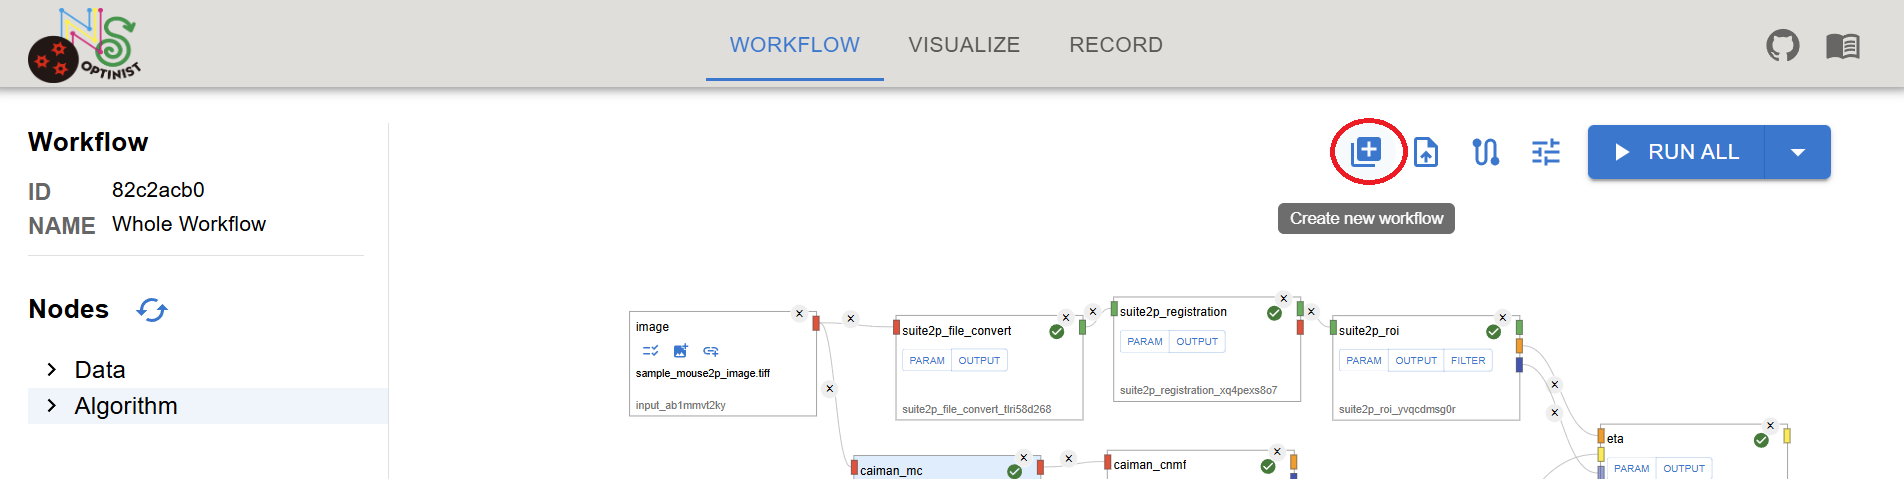 NS
OPTINIST
WORKFLOW
VISUALIZE
RECORD
Workflow
ID 82c2acb0
NAME Whole Workflow
RUN ALL
Create new workflow
Nodes
Data
Algorithm
image
sample_mouse2p_image.tiff
input_ab1mmvt2ky
suite2p_file_convert
PARAM OUTPUT
suite2p_file_convert_tlri58d268
suite2p_registration
PARAM OUTPUT
suite2p_registration_xq4pexs8o7
suite2p_roi
PARAM OUTPUT FILTER
suite2p_roi_yvqcdmsg0r
eta
PARAM OUTPUT
caiman_mc
caiman_cnmf